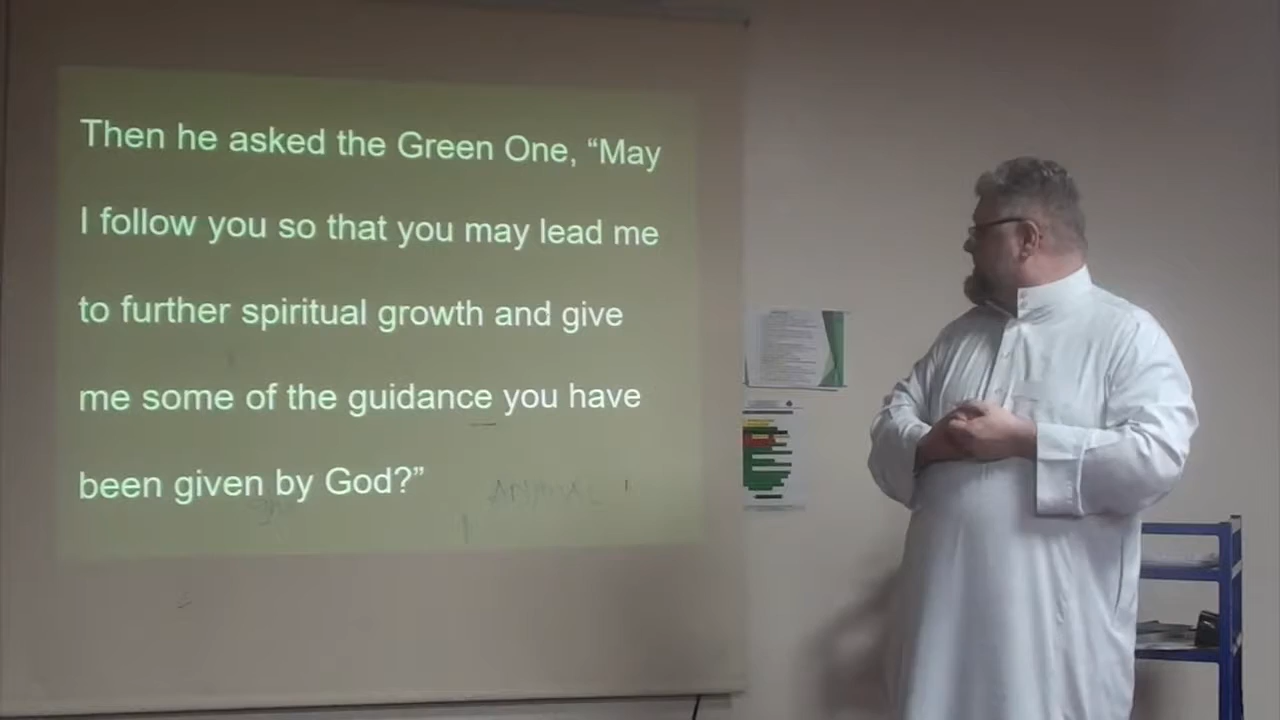 Then he asked the Green One, “May
I follow you so that you may lead me
to further spiritual growth and give
me some of the guidance you have
been given by God?”